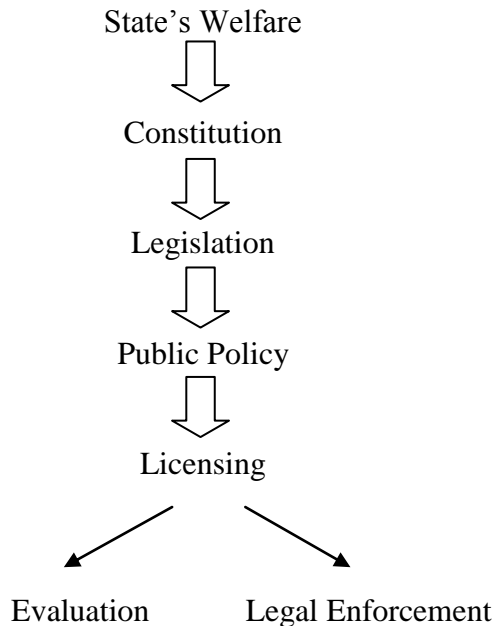 State’s Welfare
Constitution
Legislation
Public Policy
Licensing
Evaluation Legal Enforcement